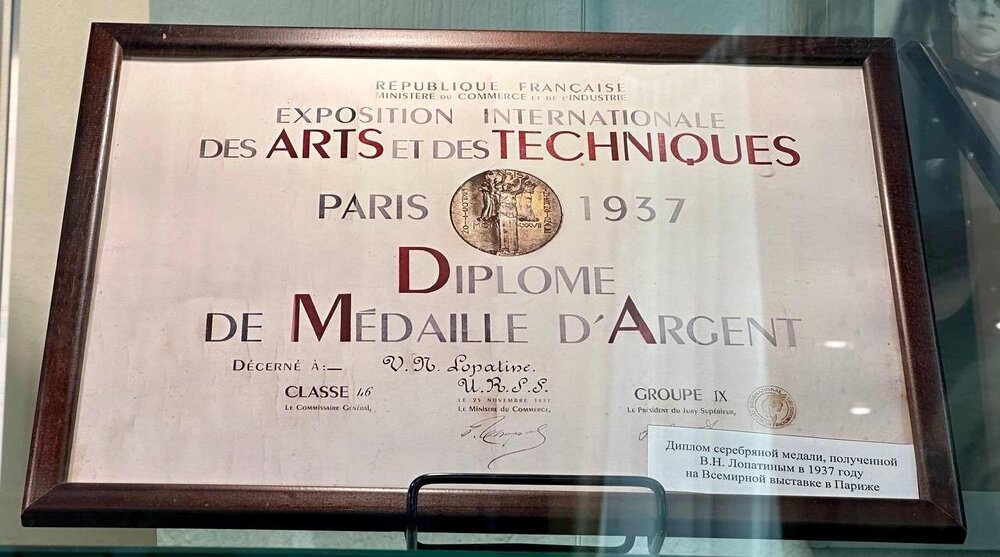 RÉPUBLIQUE FRANÇAISE
MINISTÈRE DU COMMERCE ET DE L'INDUSTRIE
EXPOSITION INTERNATIONALE
DES ARTS ET DES TECHNIQUES
PARIS 1937
DIPLOME
DE MÉDAILLE D'ARGENT
DÉCERNÉ À:— V. N. Lopatine.
U.R.S.S.
CLASSE 46
GROUPE IX
LE 25 NOVEMBRE 1937
LE COMMISSAIRE GÉNÉRAL,
LE MINISTRE DU COMMERCE,
LE PRÉSIDENT DU JURY SUPÉRIEUR,
Диплом серебряной медали, полученной
В.Н. Лопатиным в 1937 году
на Всемирной выставке в Париже